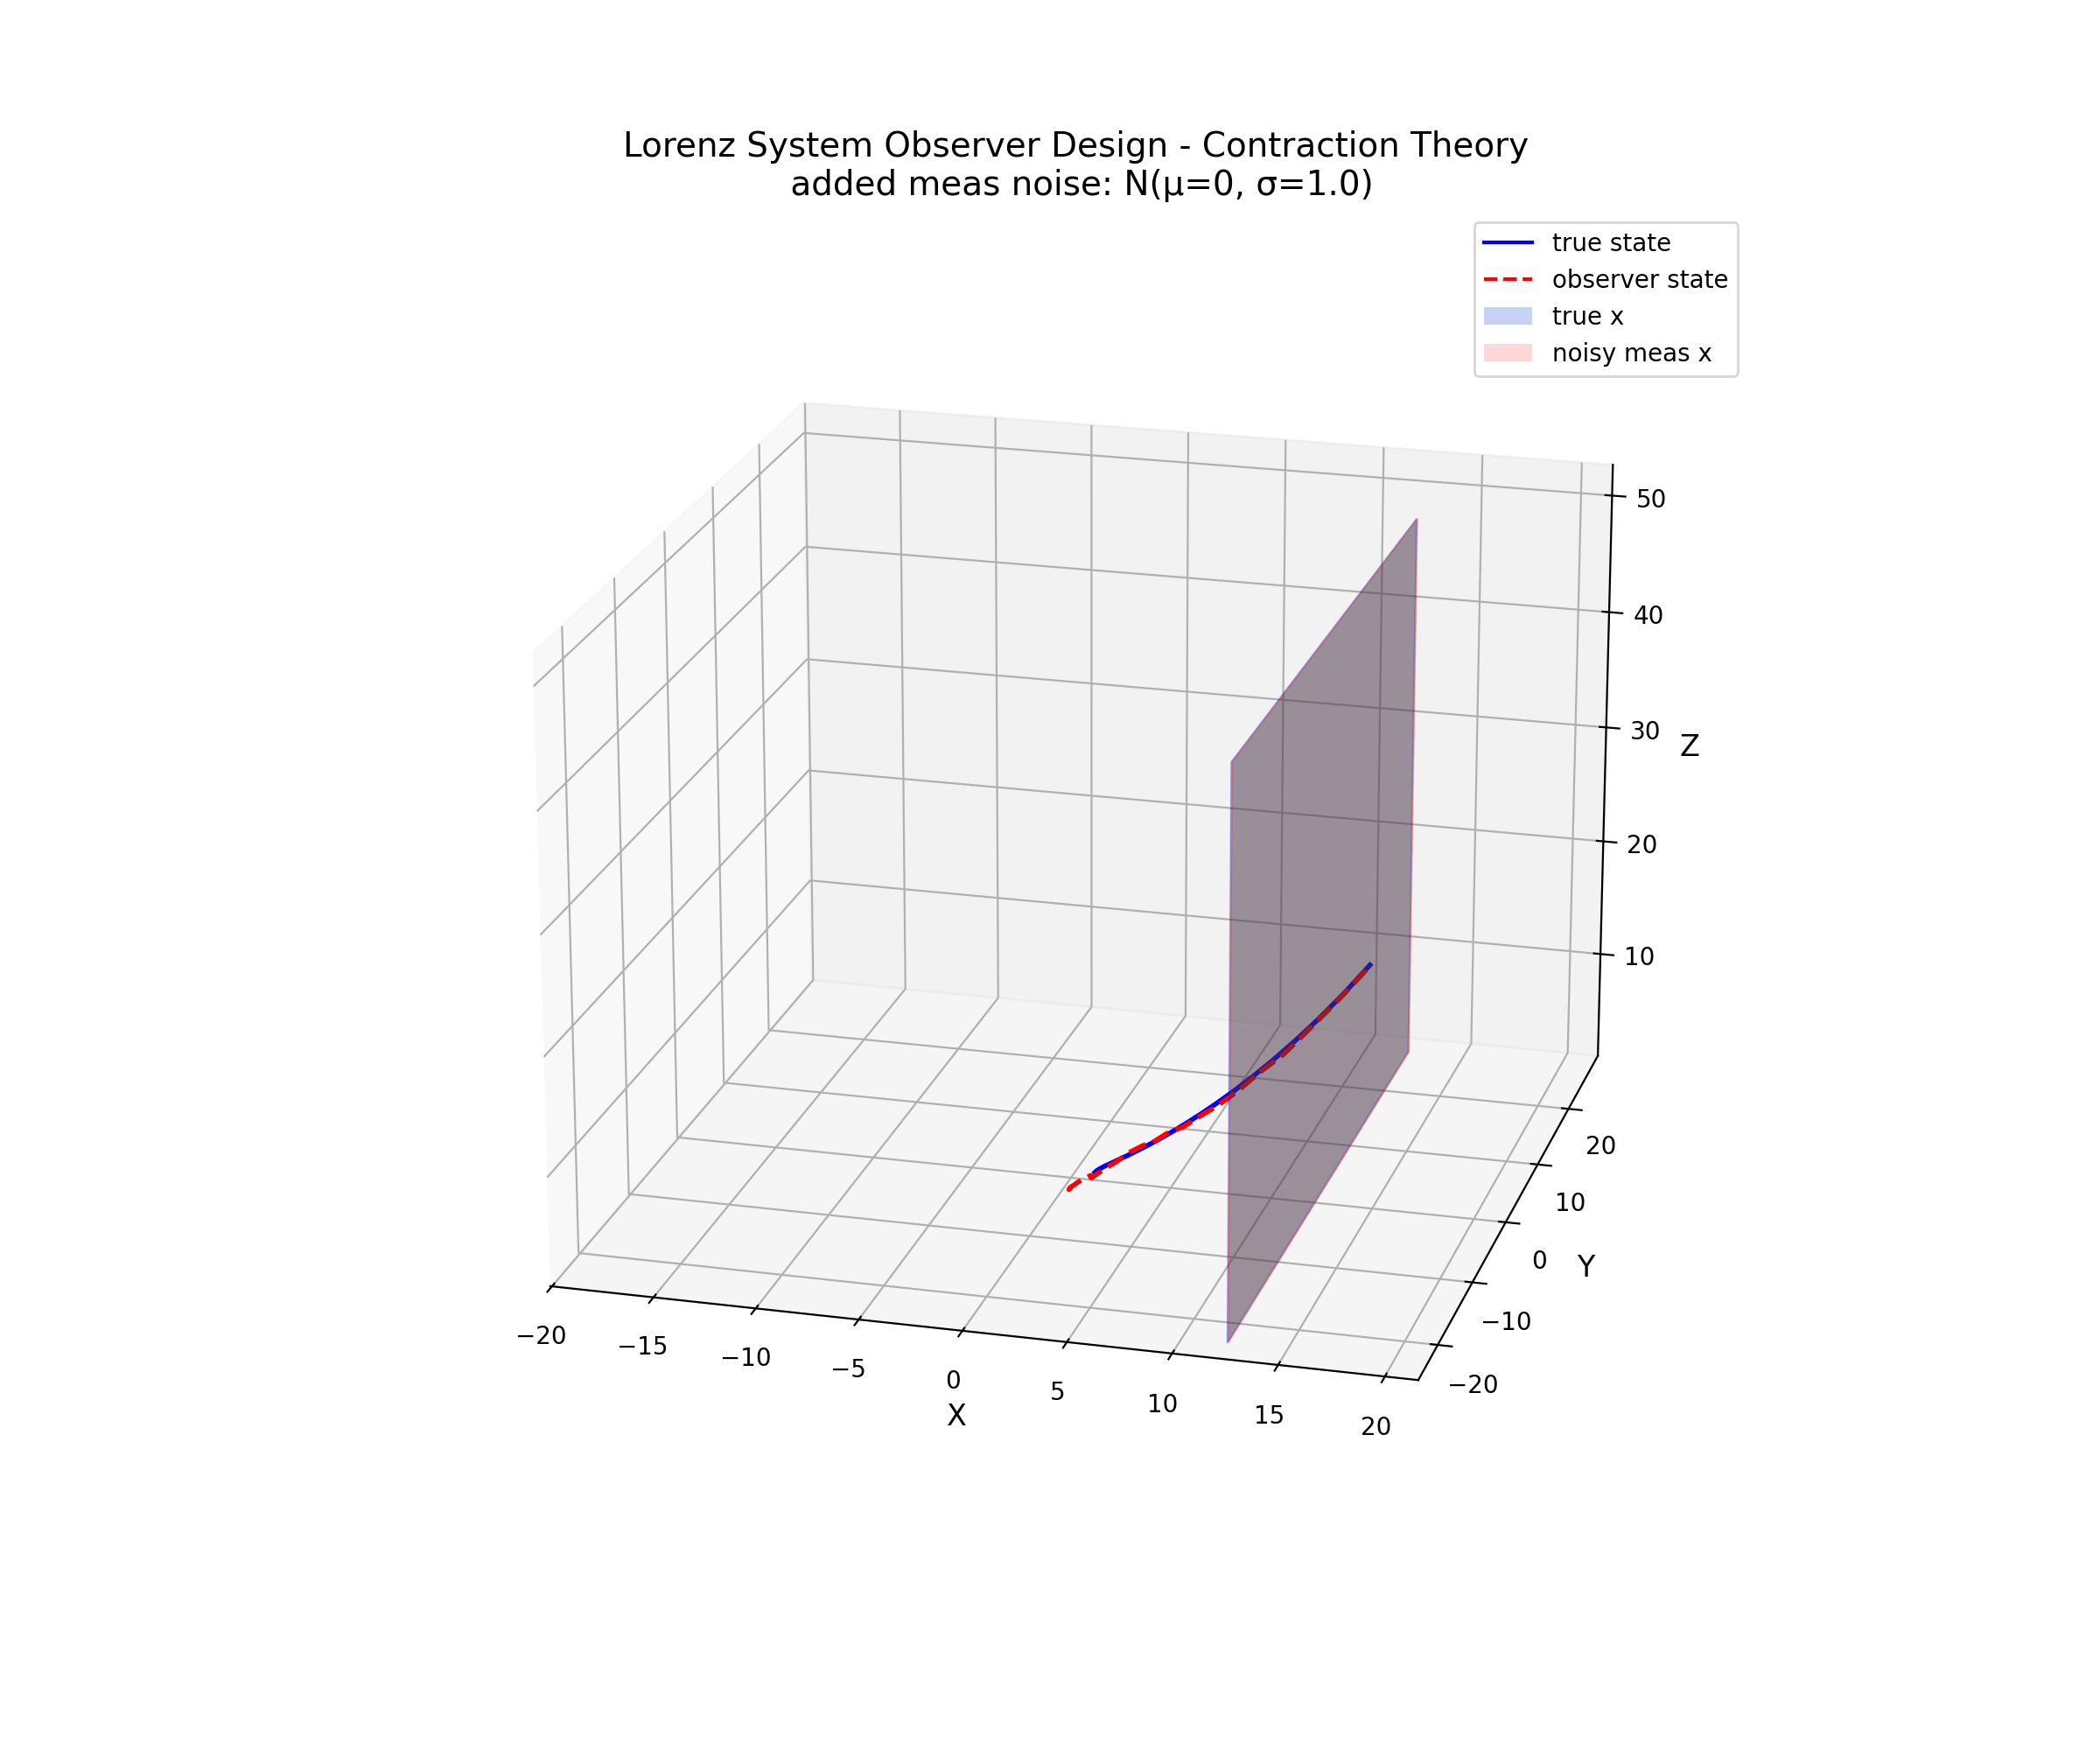 Lorenz System Observer Design - Contraction Theory
added meas noise: N(μ=0, σ=1.0)
true state
observer state
true x
noisy meas x
50
40
30
Z
20
10
20
10
0
Y
−10
−20
−20
−15
−10
−5
0
5
10
15
20
X